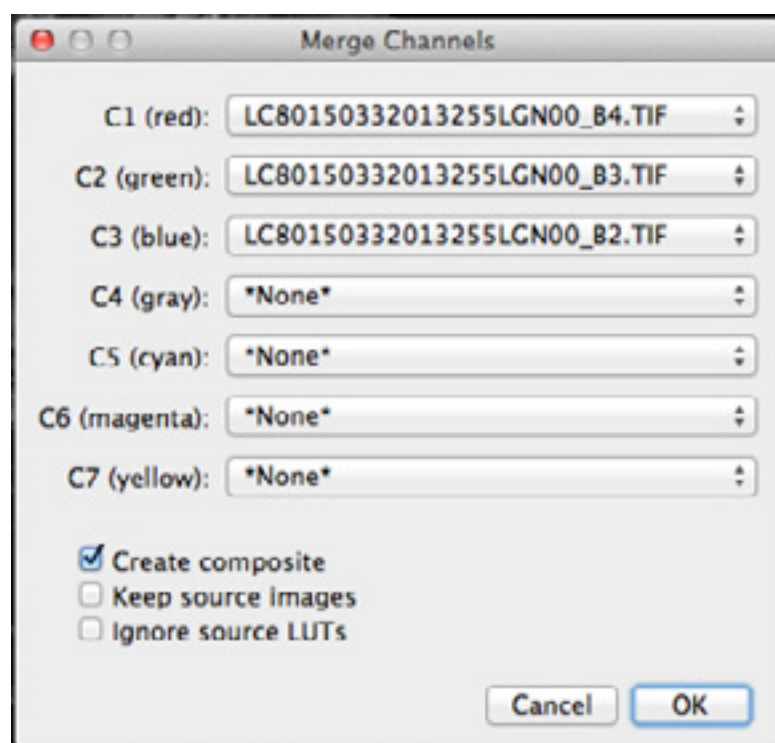 Merge Channels
C1 (red): LC80150332013255LGN00_B4.TIF
C2 (green): LC80150332013255LGN00_B3.TIF
C3 (blue): LC80150332013255LGN00_B2.TIF
C4 (gray): *None*
C5 (cyan): *None*
C6 (magenta): *None*
C7 (yellow): *None*
Create composite
Keep source images
Ignore source LUTs
Cancel OK